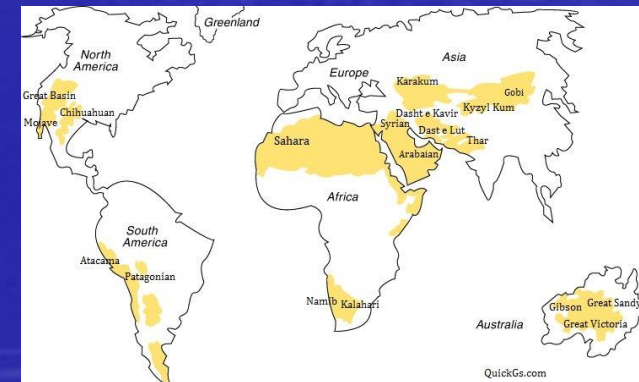 Greenland
North
America
Great Basin
Chihuahuan
Mojave
Europe
Asia
Karakum
Gobi
Dasht e Kavir
Kyzyl Kum
Syrian
Dast e Lut
Thar
Sahara
Arabaian
Africa
South
America
Atacama
Patagonian
Namib
Kalahari
Australia
Gibson
Great Sandy
Great Victoria
QuickGs.com